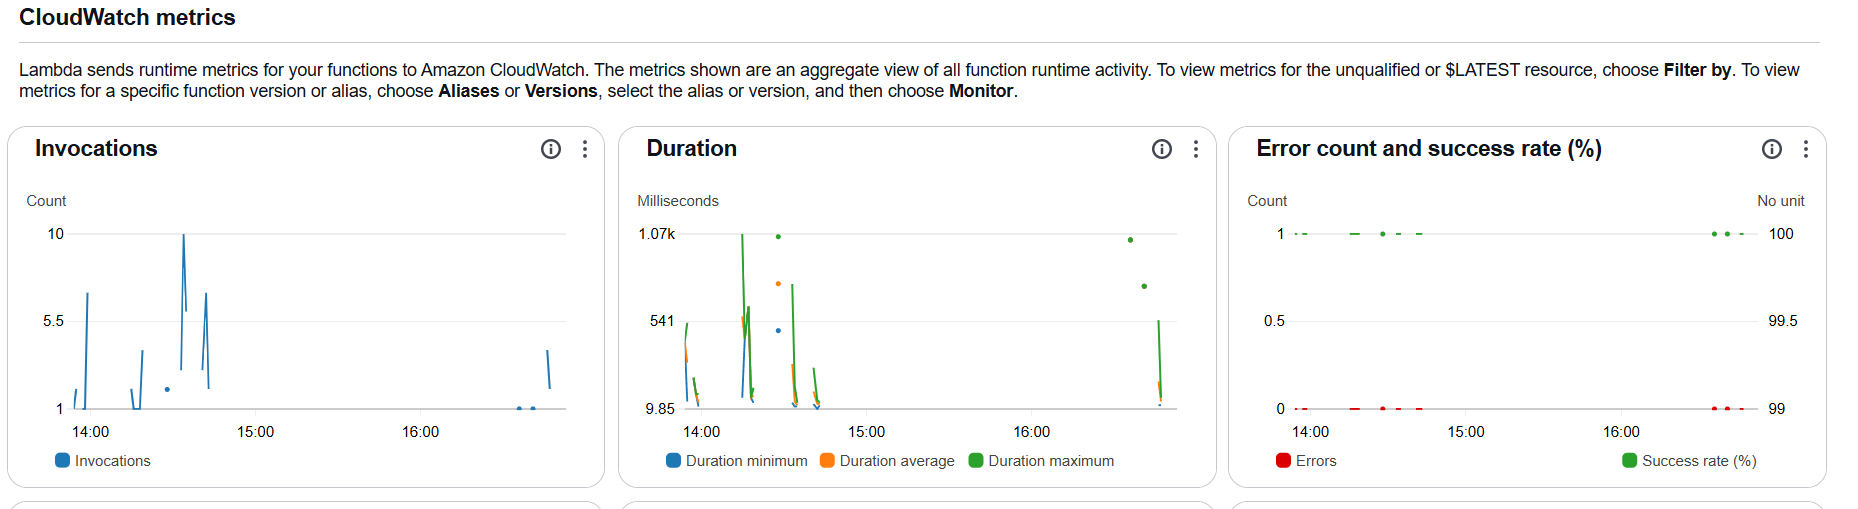 CloudWatch metrics
Lambda sends runtime metrics for your functions to Amazon CloudWatch. The metrics shown are an aggregate view of all function runtime activity. To view metrics for the unqualified or $LATEST resource, choose Filter by. To view
metrics for a specific function version or alias, choose Aliases or Versions, select the alias or version, and then choose Monitor.
Invocations
Count
10
5.5
1
14:00 15:00 16:00
Invocations
Duration
Milliseconds
1.07k
541
9.85
14:00 15:00 16:00
Duration minimum Duration average Duration maximum
Error count and success rate (%)
Count No unit
1 100
0.5 99.5
0 99
14:00 15:00 16:00
Errors Success rate (%)